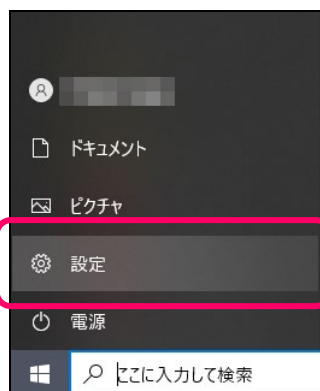 ドキュメント
ピクチャ
設定
電源
ここに入力して検索